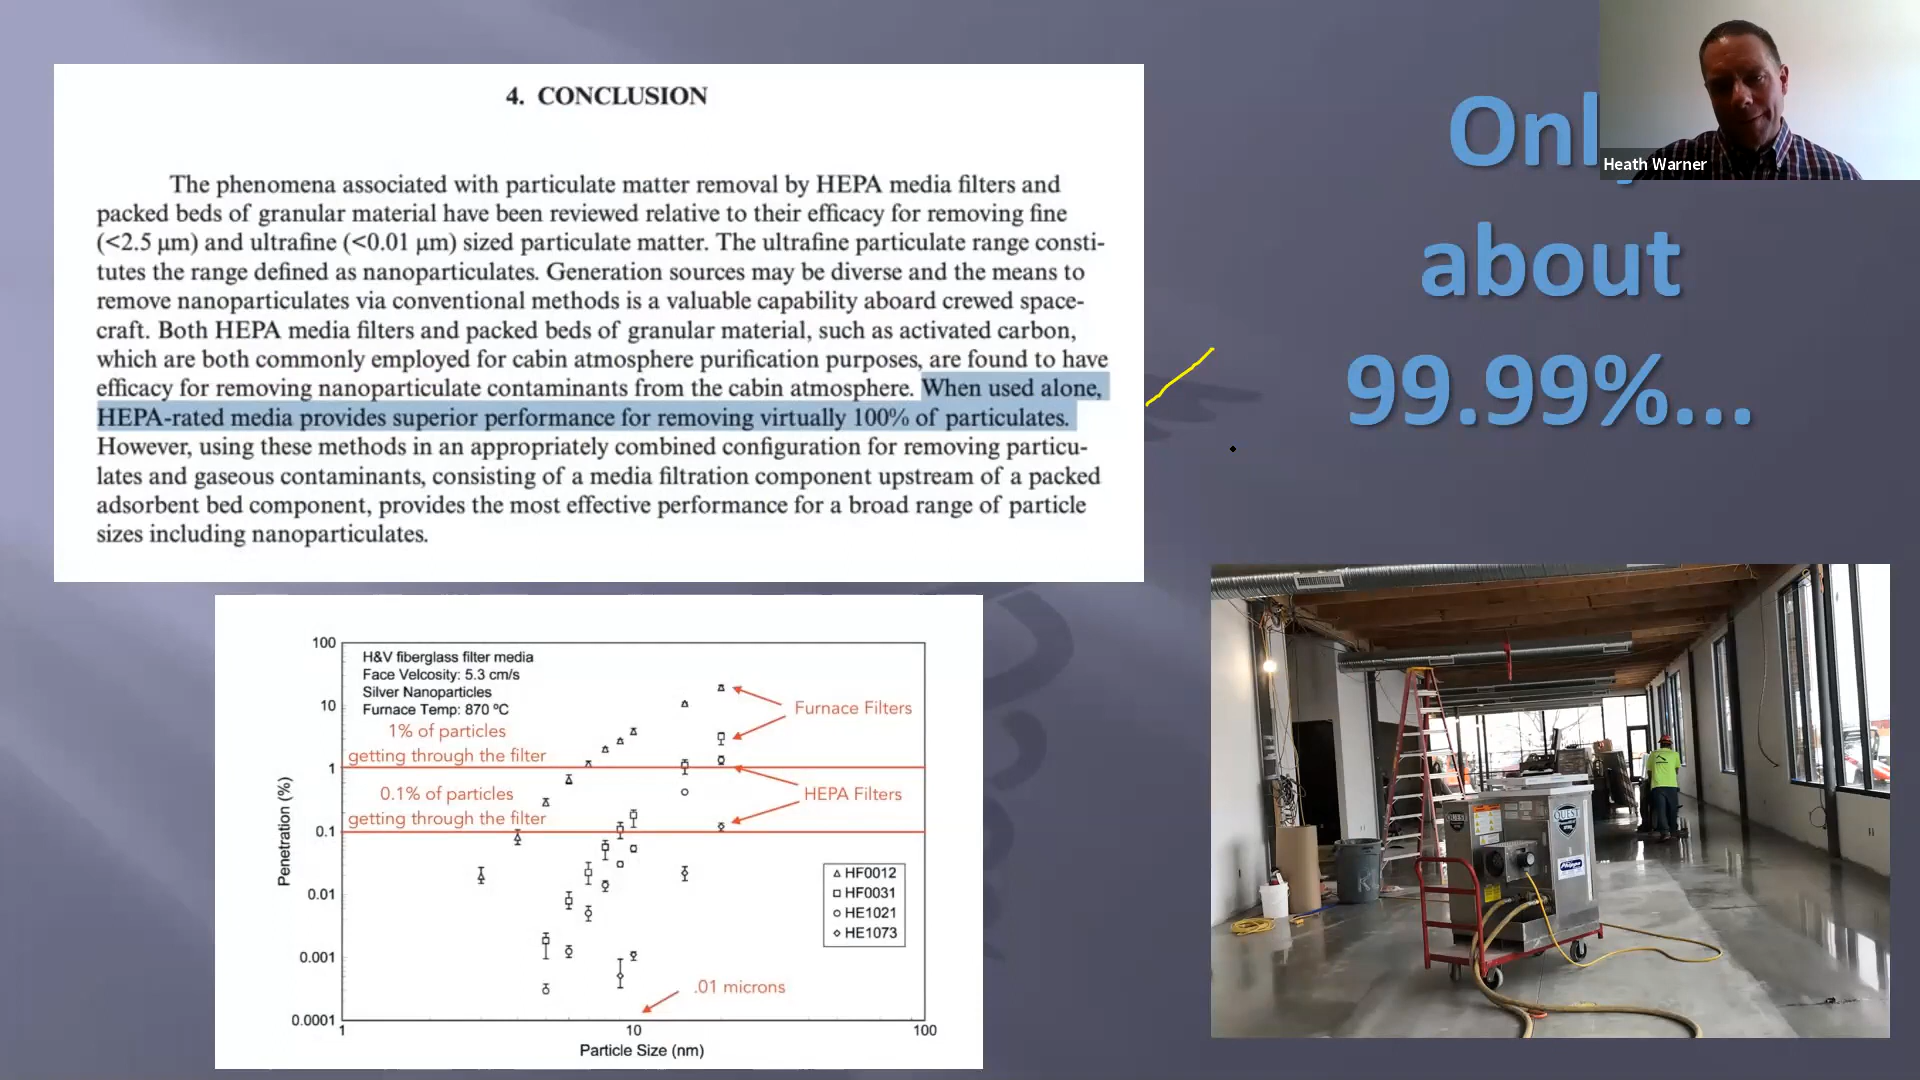 4. CONCLUSION
The phenomena associated with particulate matter removal by HEPA media filters and
packed beds of granular material have been reviewed relative to their efficacy for removing fine
(<2.5 μm) and ultrafine (<0.01 μm) sized particulate matter. The ultrafine particulate range consti-
tutes the range defined as nanoparticulates. Generation sources may be diverse and the means to
remove nanoparticulates via conventional methods is a valuable capability aboard crewed space-
craft. Both HEPA media filters and packed beds of granular material, such as activated carbon,
which are both commonly employed for cabin atmosphere purification purposes, are found to have
efficacy for removing nanoparticulate contaminants from the cabin atmosphere. When used alone,
HEPA-rated media provides superior performance for removing virtually 100% of particulates.
However, using these methods in an appropriately combined configuration for removing particu-
lates and gaseous contaminants, consisting of a media filtration component upstream of a packed
adsorbent bed component, provides the most effective performance for a broad range of particle
sizes including nanoparticulates.
Only
about
99.99%...
Heath Warner
H&V fiberglass filter media
Face Velcosity: 5.3 cm/s
Silver Nanoparticles
Furnace Temp: 870 ºC
1% of particles
getting through the filter
0.1% of particles
getting through the filter
Furnace Filters
HEPA Filters
.01 microns
HF0012
HF0031
HE1021
HE1073
Penetration (%)
100
10
1
0.1
0.01
0.001
0.0001
1
10
100
Particle Size (nm)
QUEST
QUEST
Phipps